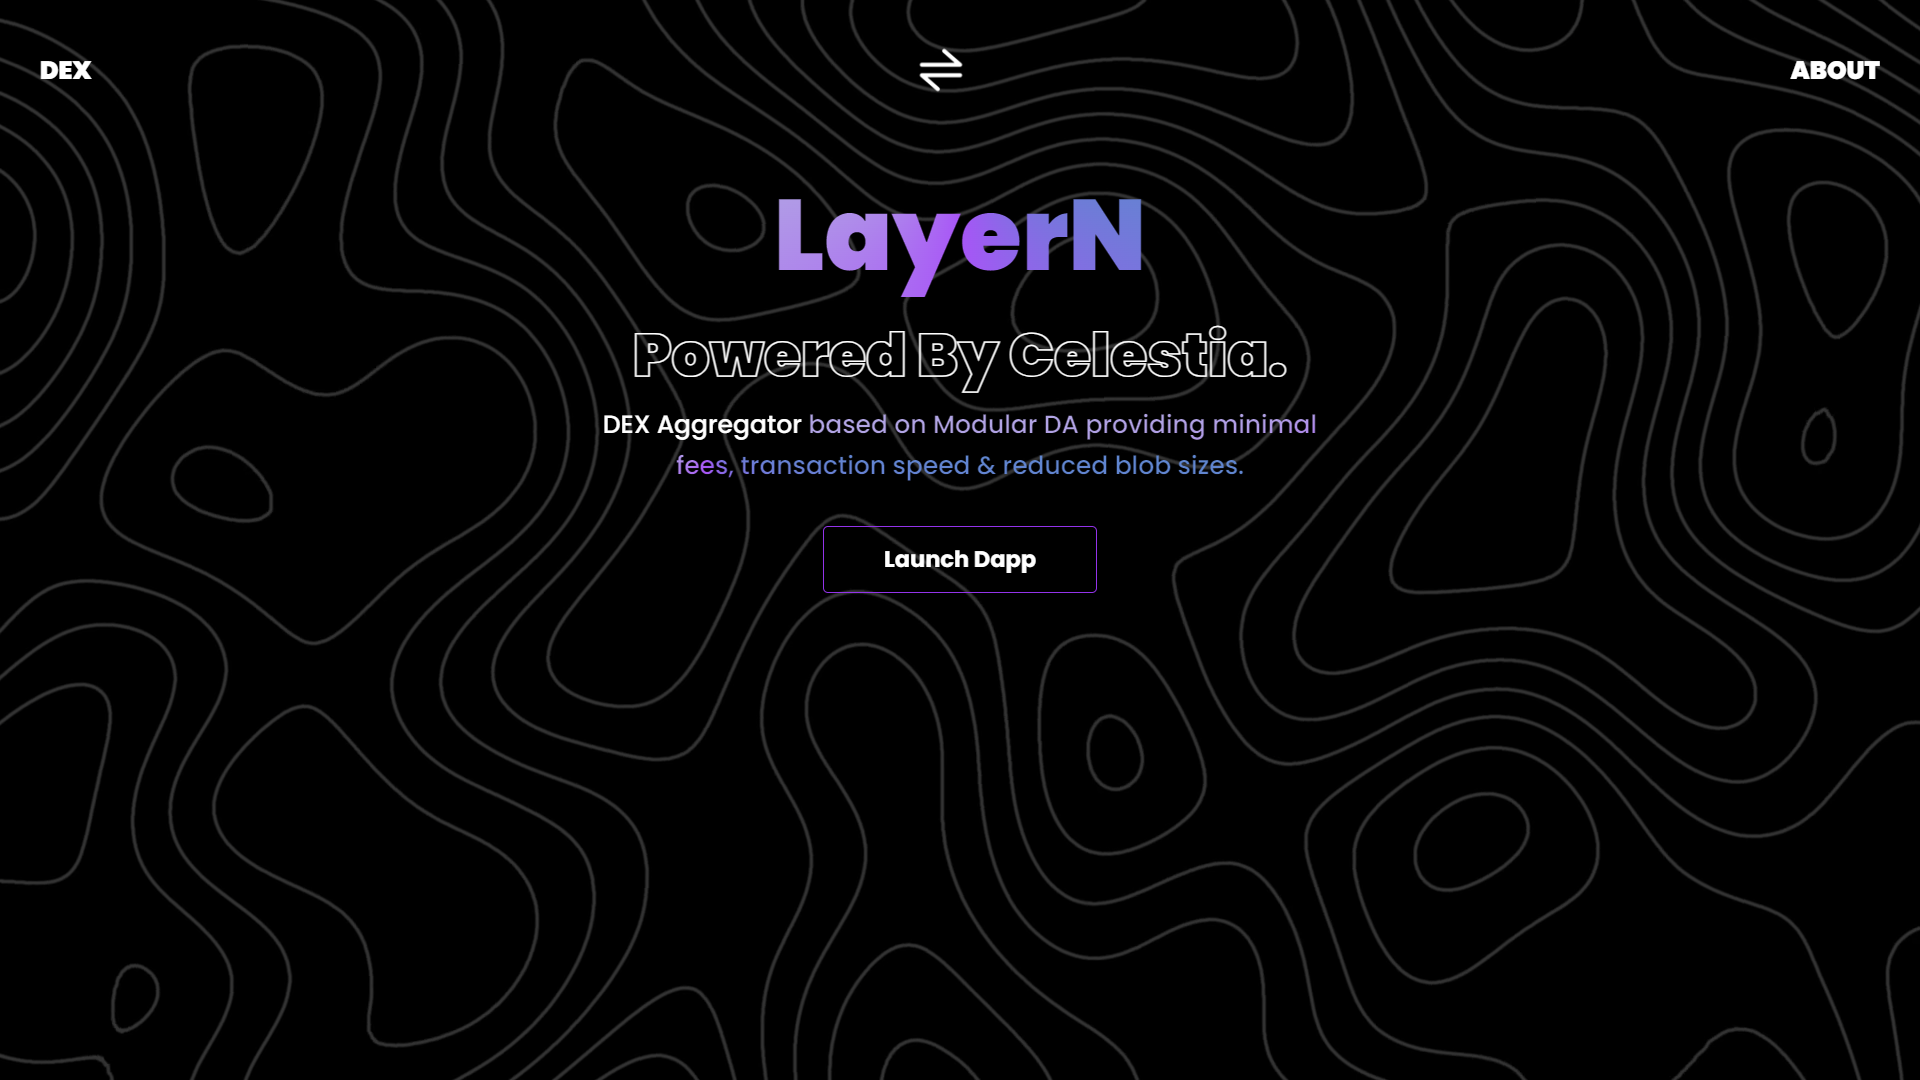 DEX
ABOUT
LayerN
Powered By Celestia.
DEX Aggregator based on Modular DA providing minimal
fees, transaction speed & reduced blob sizes.
Launch Dapp